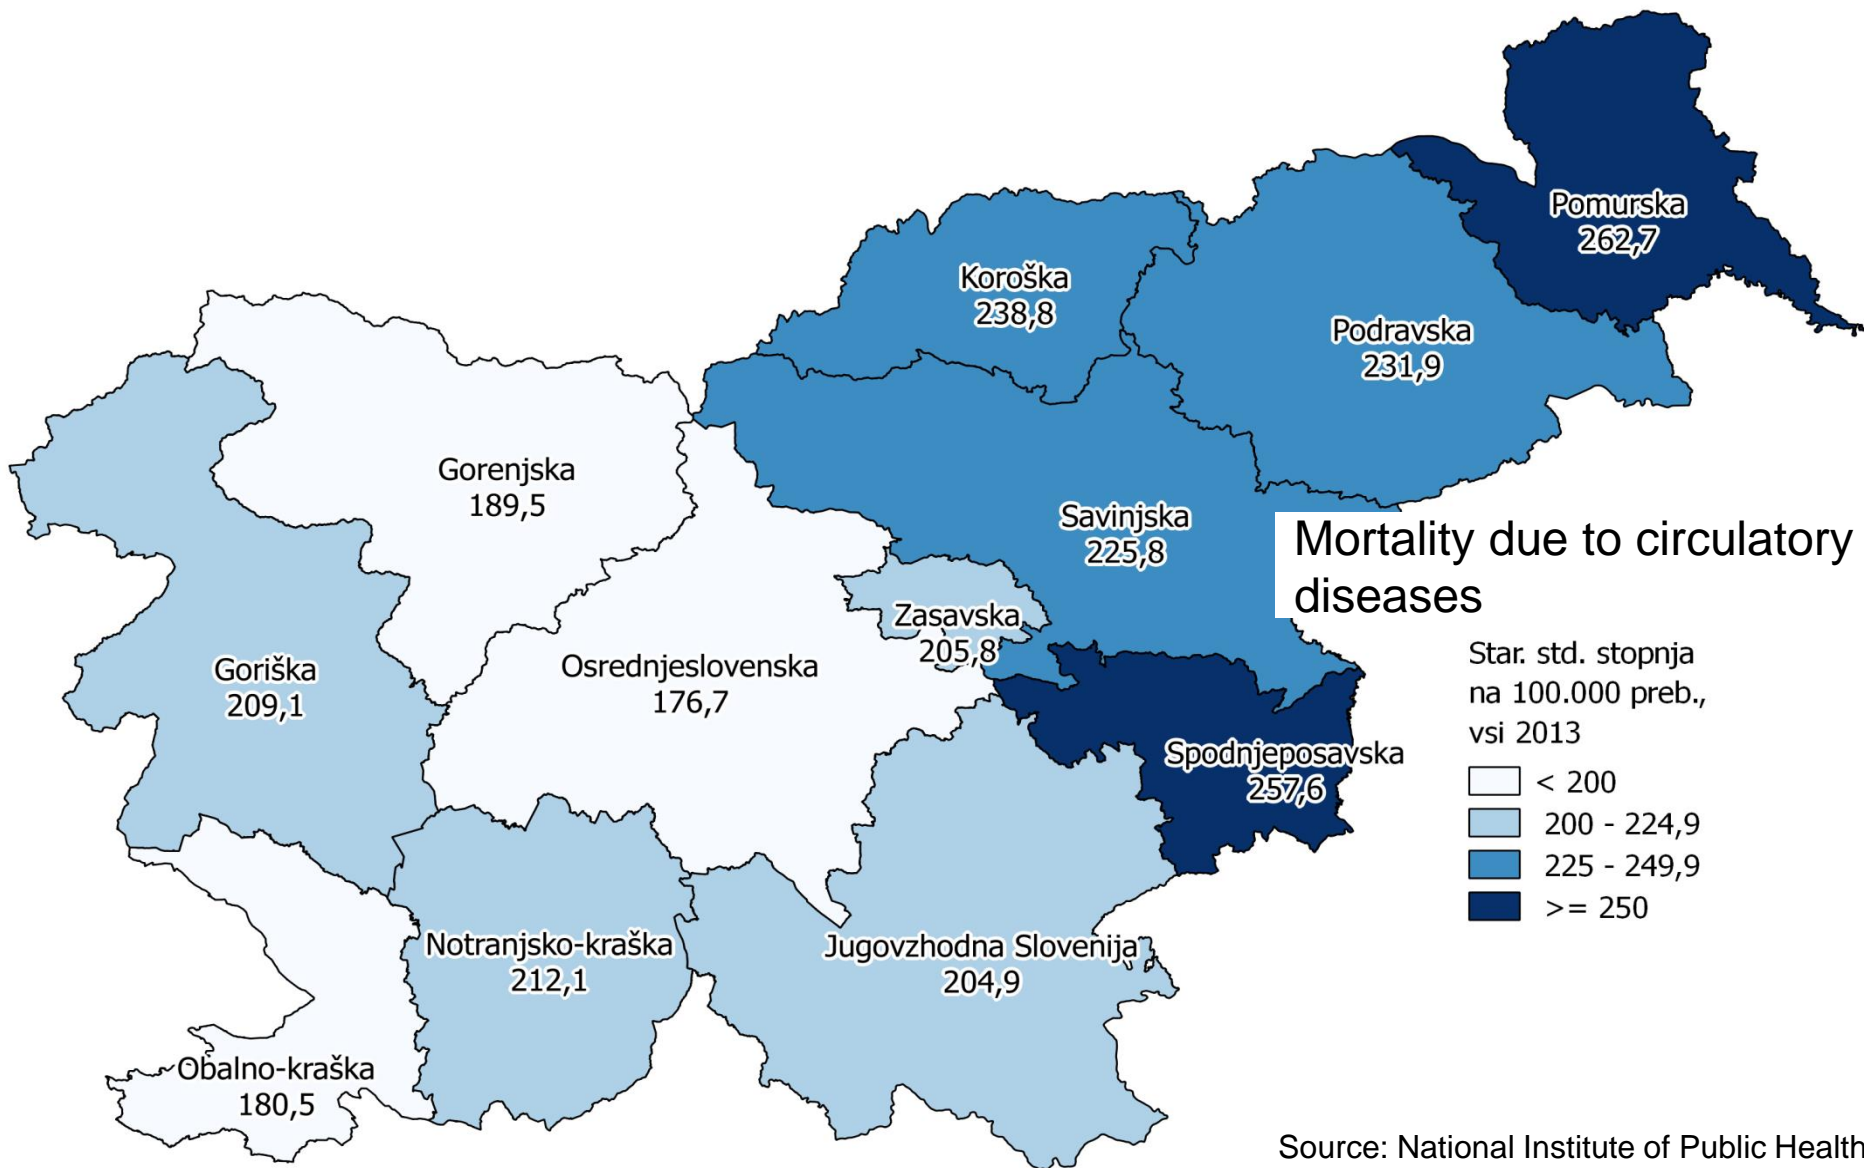 Pomurska
262,7
Koroška
238,8
Podravska
231,9
Gorenjska
189,5
Savinjska
225,8
Mortality due to circulatory
diseases
Zasavska
205,8
Goriška
209,1
Osrednjeslovenska
176,7
Star. std. stopnja
na 100.000 preb.,
vsi 2013
< 200
200 - 224,9
225 - 249,9
>= 250
Spodnjeposavska
257,6
Notranjsko-kraška
212,1
Jugovzhodna Slovenija
204,9
Obalno-kraška
180,5
Source: National Institute of Public Health